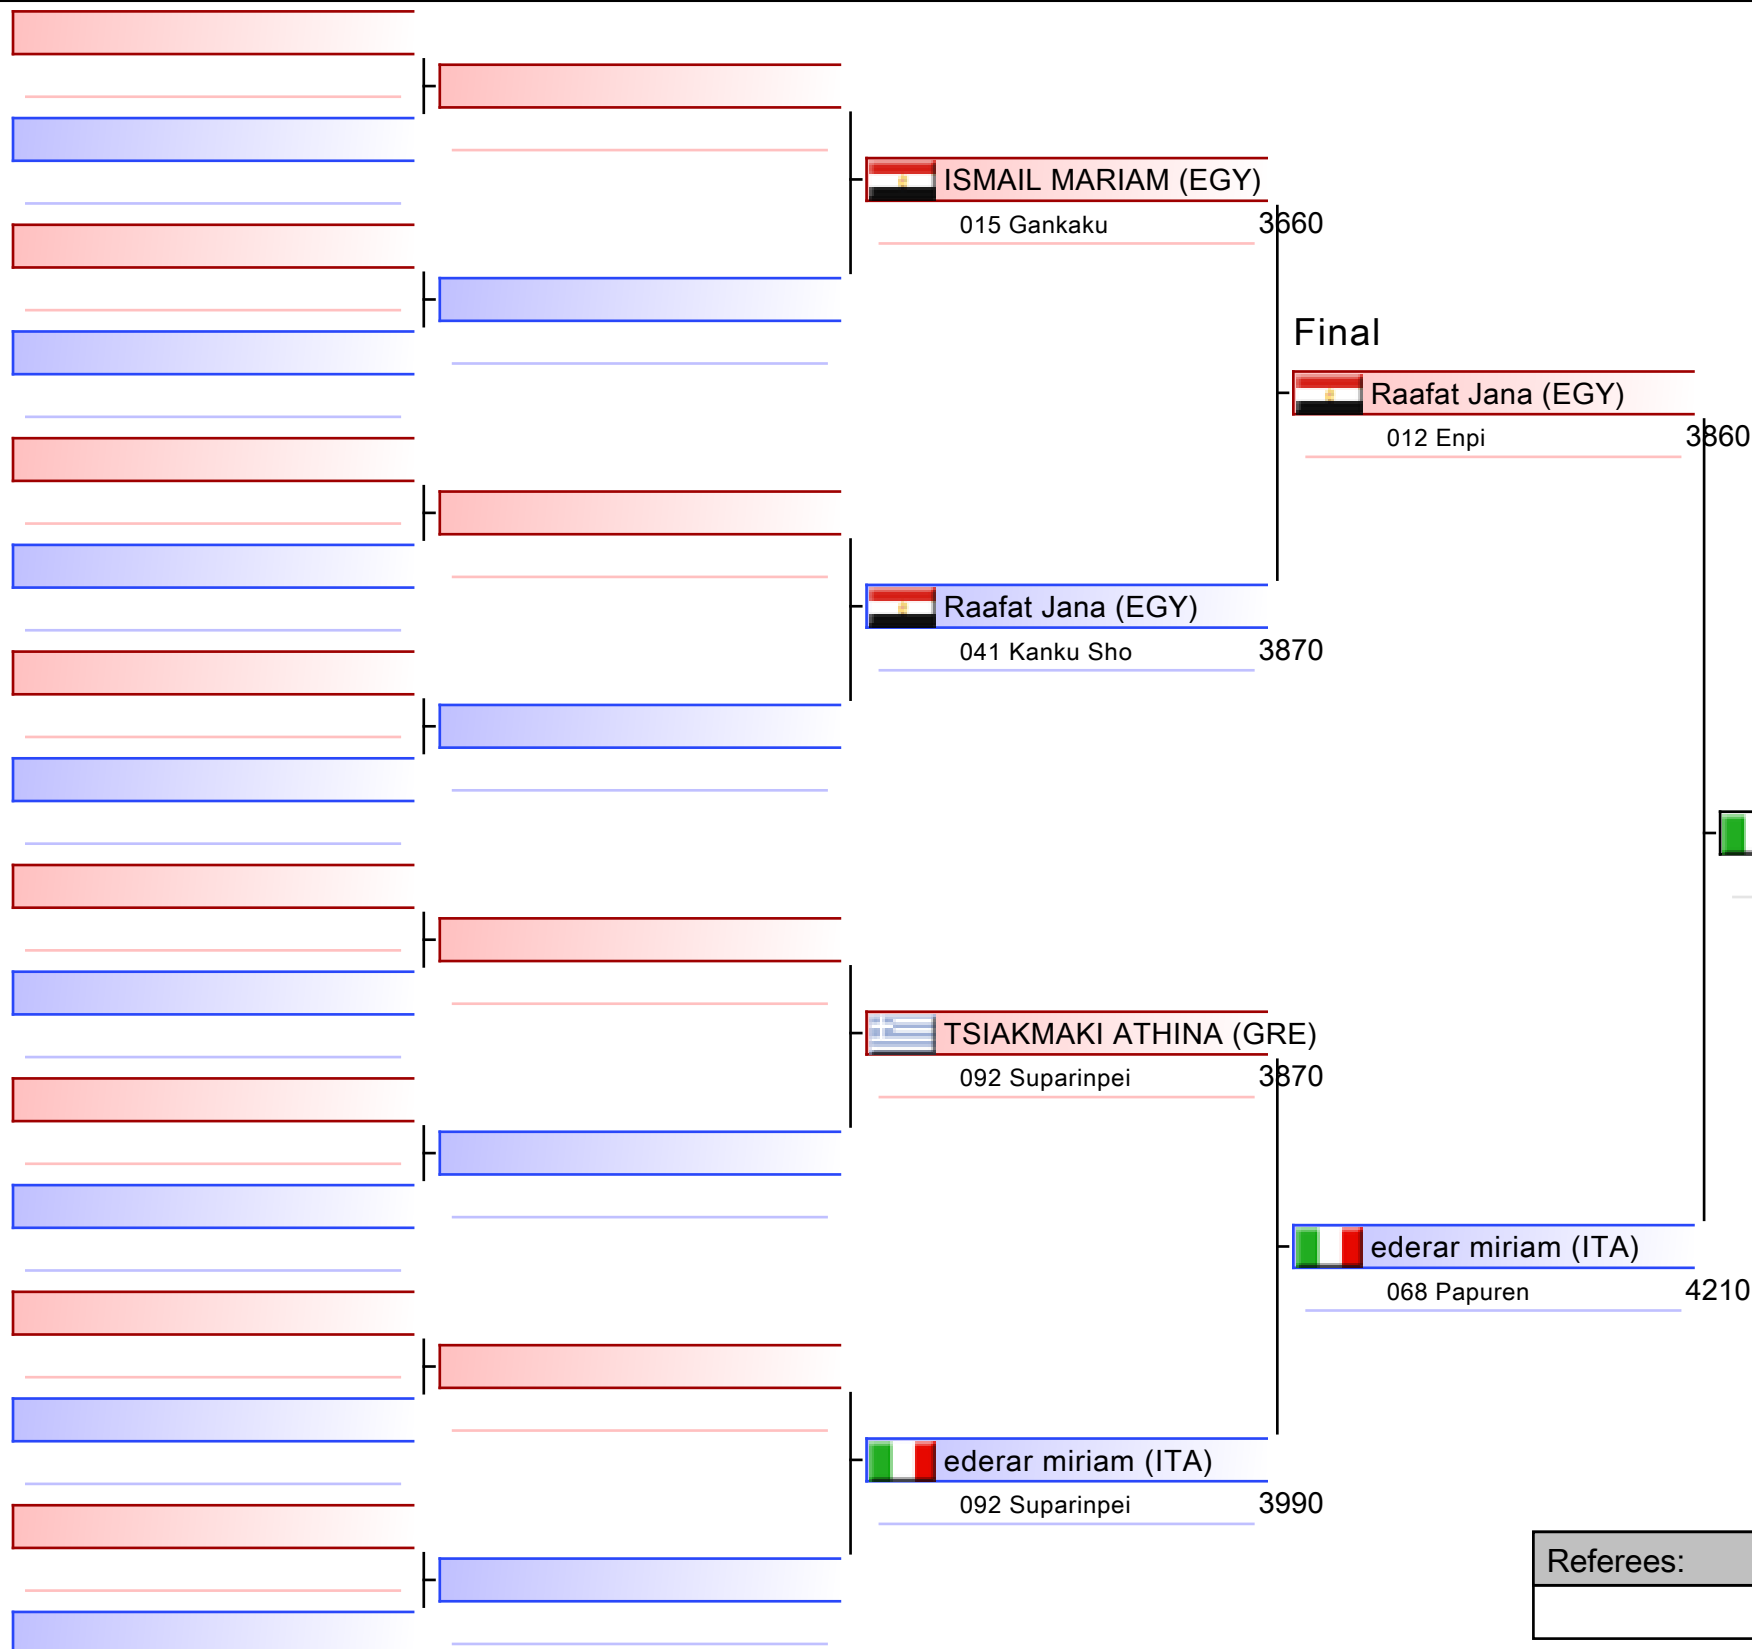 ISMAIL MARIAM (EGY)
015 Gankaku 3660
Final
Raafat Jana (EGY)
012 Enpi 3860
Raafat Jana (EGY)
041 Kanku Sho 3870
TSIAKMAKI ATHINA (GRE)
092 Suparinpei 3870
ederar miriam (ITA)
068 Papuren 4210
ederar miriam (ITA)
092 Suparinpei 3990
Referees: